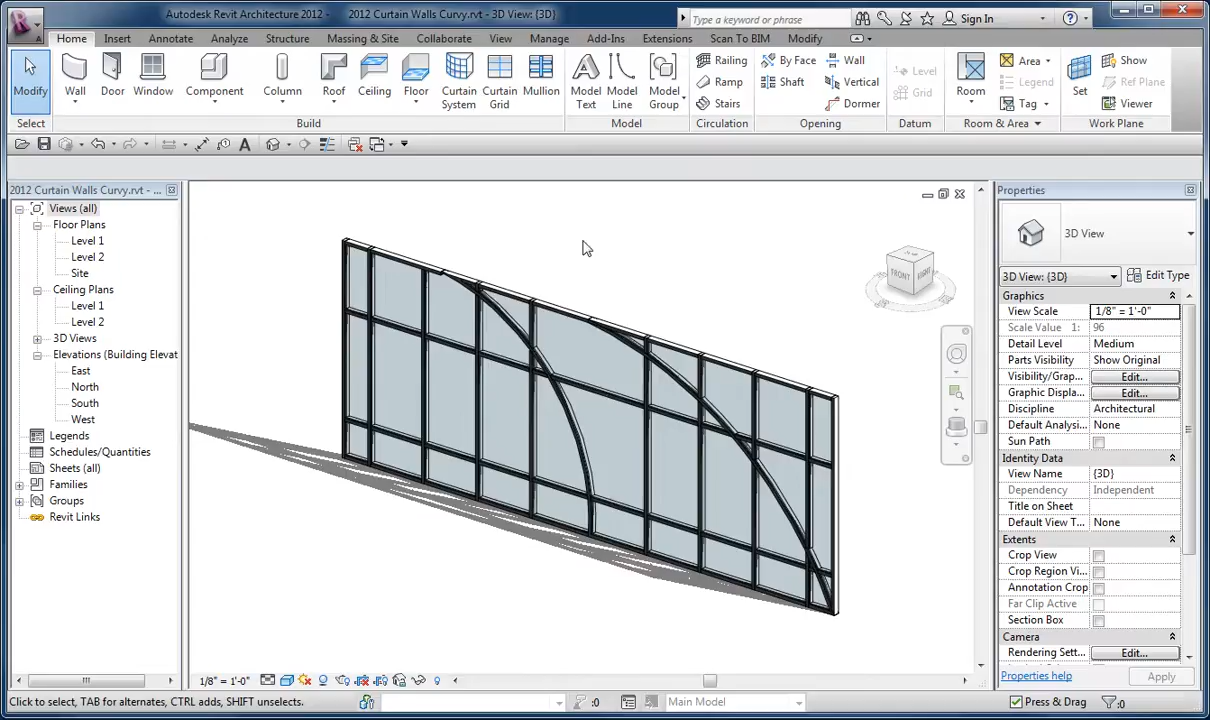 Autodesk Revit Architecture 2012 -   2012 Curtain Walls Curvy.rvt - 3D View: {3D}
Type a keyword or phrase
Sign In
Home Insert Annotate Analyze Structure Massing & Site Collaborate View Manage Add-Ins Extensions Scan To BIM Modify
Modify
Wall Door Window Component Column Roof Ceiling Floor Curtain System Curtain Grid Mullion
Model Text Model Line Model Group
Railing
Ramp
Stairs
By Face
Shaft
Wall
Vertical
Dormer
Level
Grid
Room
Area
Legend
Tag
Set
Show
Ref Plane
Viewer
Select Build Model Circulation Opening Datum Room & Area Work Plane
2012 Curtain Walls Curvy.rvt - ...
Views (all)
Floor Plans
Level 1
Level 2
Site
Ceiling Plans
Level 1
Level 2
3D Views
Elevations (Building Elevat
East
North
South
West
Legends
Schedules/Quantities
Sheets (all)
Families
Groups
Revit Links
FRONT RIGHT
Properties
3D View
3D View: {3D} Edit Type
Graphics
View Scale 1/8" = 1'-0"
Scale Value 1: 96
Detail Level Medium
Parts Visibility Show Original
Visibility/Grap... Edit...
Graphic Displa... Edit...
Discipline Architectural
Default Analysi... None
Sun Path
Identity Data
View Name {3D}
Dependency Independent
Title on Sheet
Default View T... None
Extents
Crop View
Crop Region Vi...
Annotation Crop
Far Clip Active
Section Box
Camera
Rendering Sett... Edit...
Properties help Apply
1/8" = 1'-0"
Click to select, TAB for alternates, CTRL adds, SHIFT unselects.
:0
Main Model
Press & Drag
:0